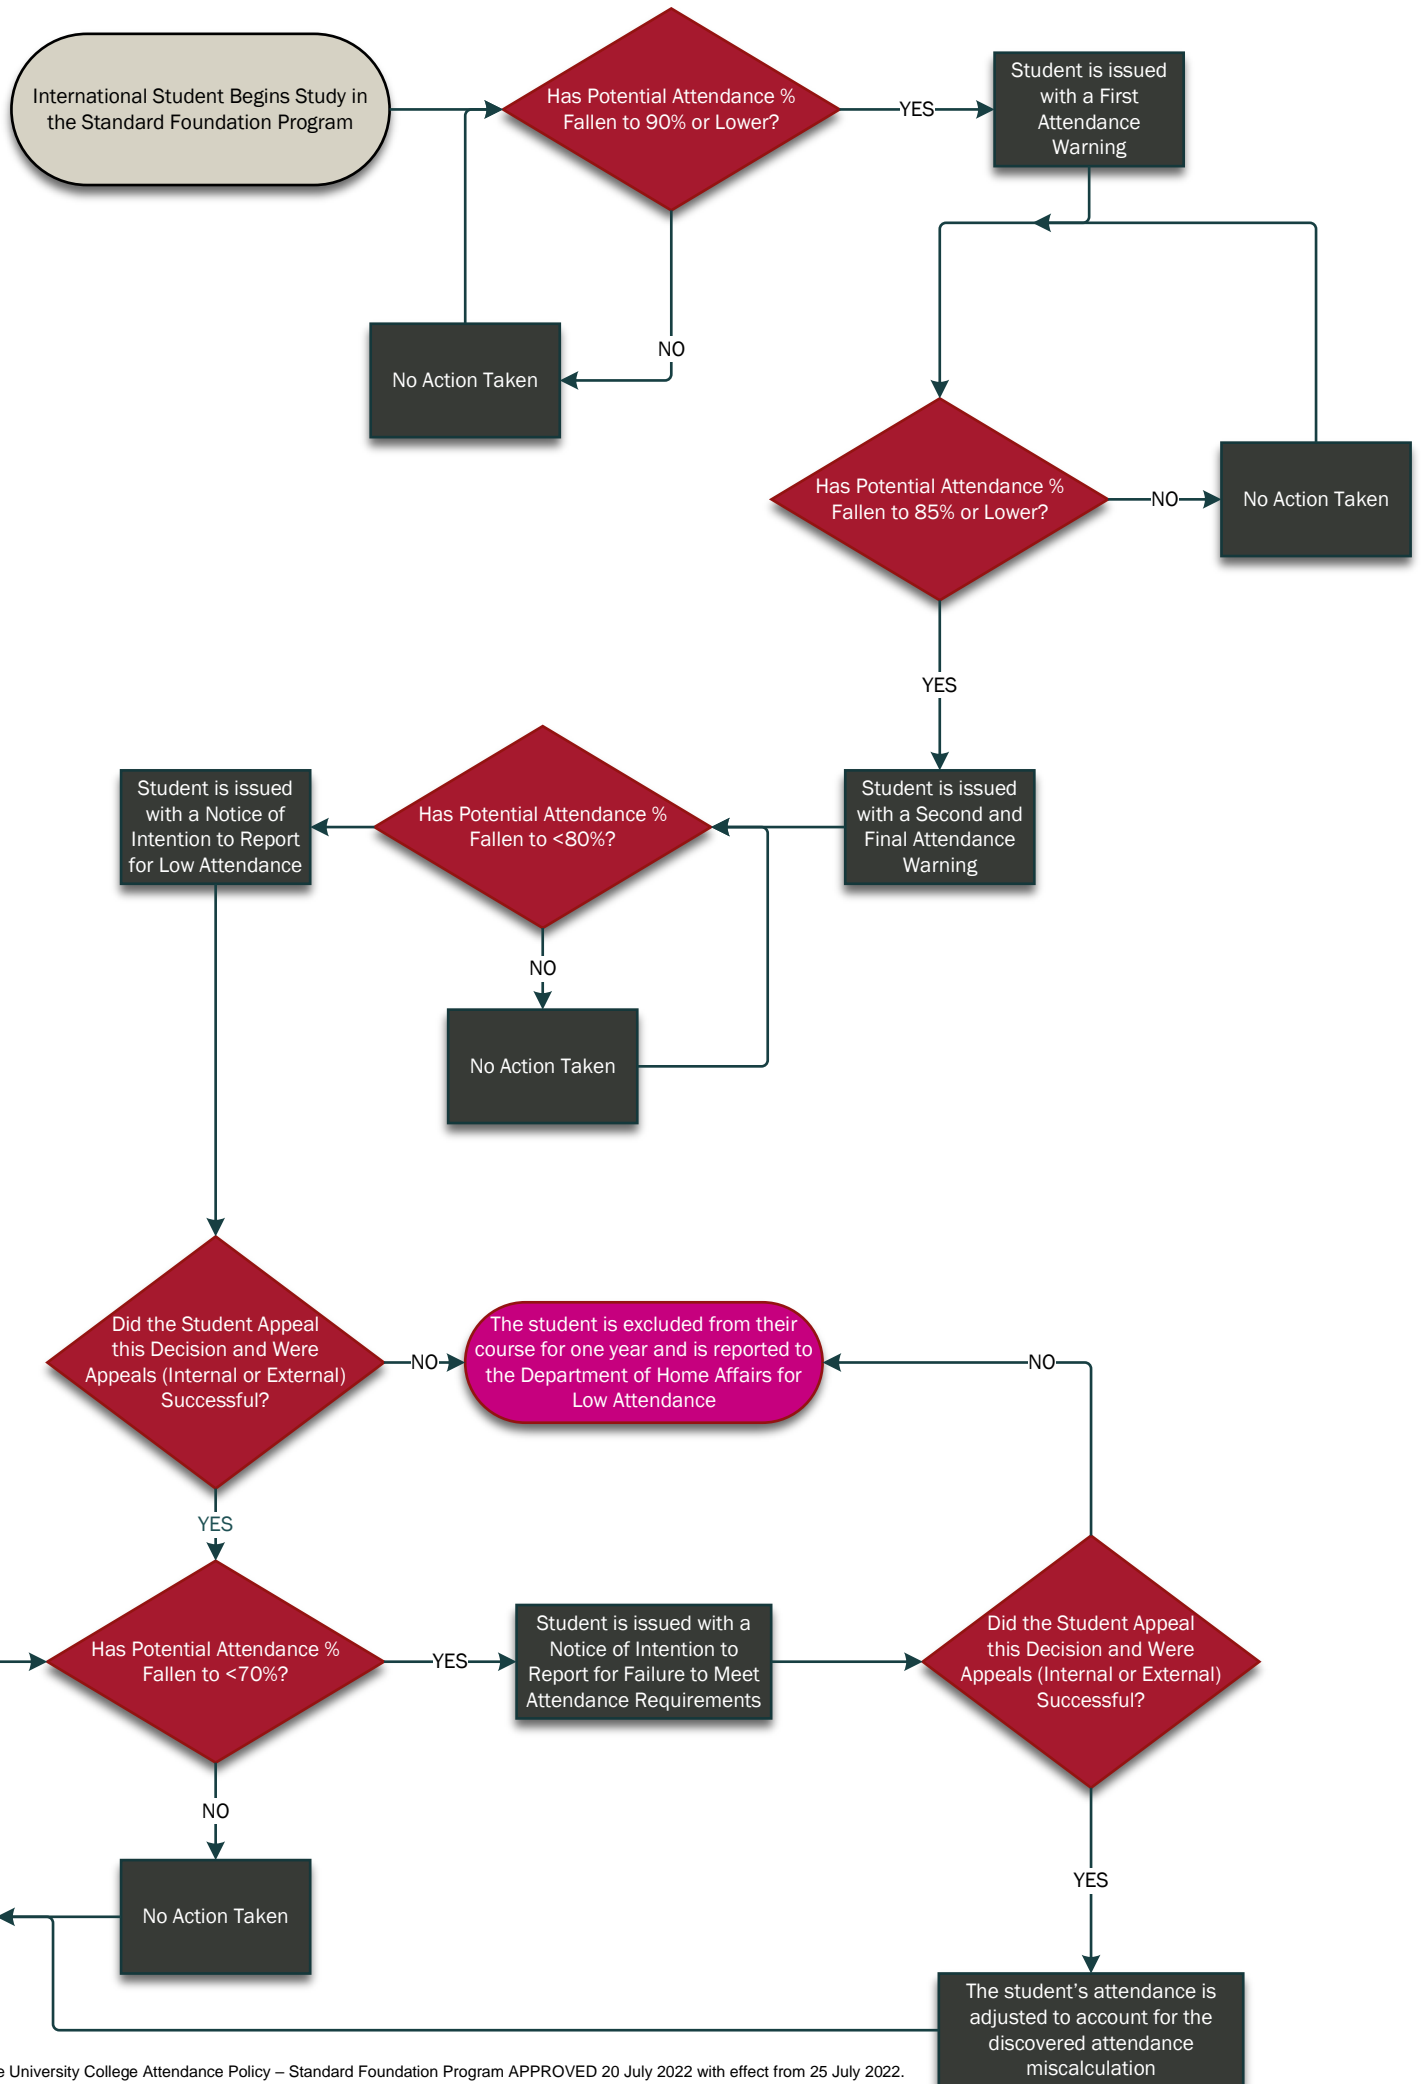 International Student Begins Study in
the Standard Foundation Program
Has Potential Attendance %
Fallen to 90% or Lower?
YES
Student is issued
with a First
Attendance
Warning
NO
No Action Taken
Has Potential Attendance %
Fallen to 85% or Lower?
NO
No Action Taken
YES
Student is issued
with a Second and
Final Attendance
Warning
Has Potential Attendance %
Fallen to <80%?
Student is issued
with a Notice of
Intention to Report
for Low Attendance
NO
No Action Taken
Did the Student Appeal
this Decision and Were
Appeals (Internal or External)
Successful?
NO
The student is excluded from their
course for one year and is reported to
the Department of Home Affairs for
Low Attendance
NO
YES
Has Potential Attendance %
Fallen to <70%?
YES
Student is issued with a
Notice of Intention to
Report for Failure to Meet
Attendance Requirements
Did the Student Appeal
this Decision and Were
Appeals (Internal or External)
Successful?
NO
No Action Taken
YES
The student's attendance is
adjusted to account for the
discovered attendance
miscalculation
University College Attendance Policy – Standard Foundation Program APPROVED 20 July 2022 with effect from 25 July 2022.